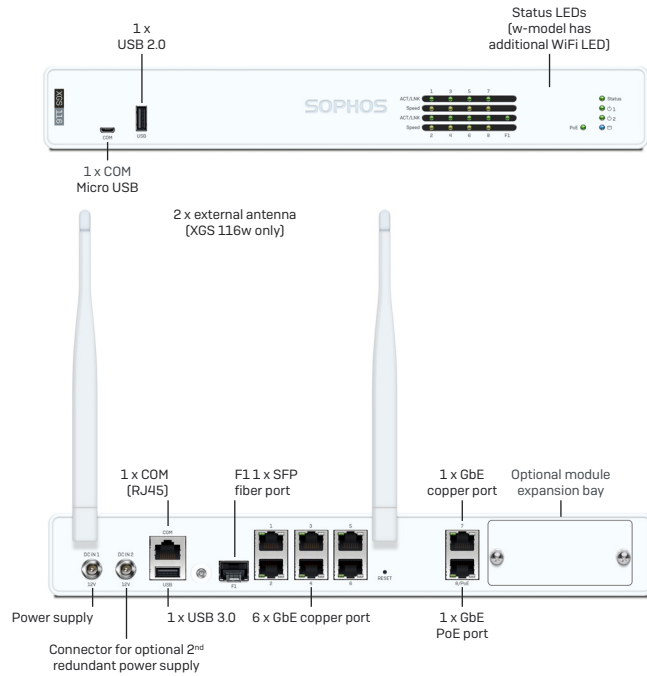 1 x
USB 2.0
Status LEDs
(w-model has
additional WiFi LED)
XGS 116
SOPHOS
1 3 5 7
ACT/LNK
Speed
ACT/LNK
Speed
2 4 6 8 F1
Status
1
2
PoE
COM
USB
1 x COM
Micro USB
2 x external antenna
(XGS 116w only)
1 x COM
(RJ45)
F1 1 x SFP
fiber port
1 x GbE
copper port
Optional module
expansion bay
COM
1 3 5
7
DC IN 1
DC IN 2
12V
12V
USB
F1
2 4 6
RESET
8/PoE
Power supply
1 x USB 3.0
6 x GbE copper port
1 x GbE
PoE port
Connector for optional 2nd
redundant power supply